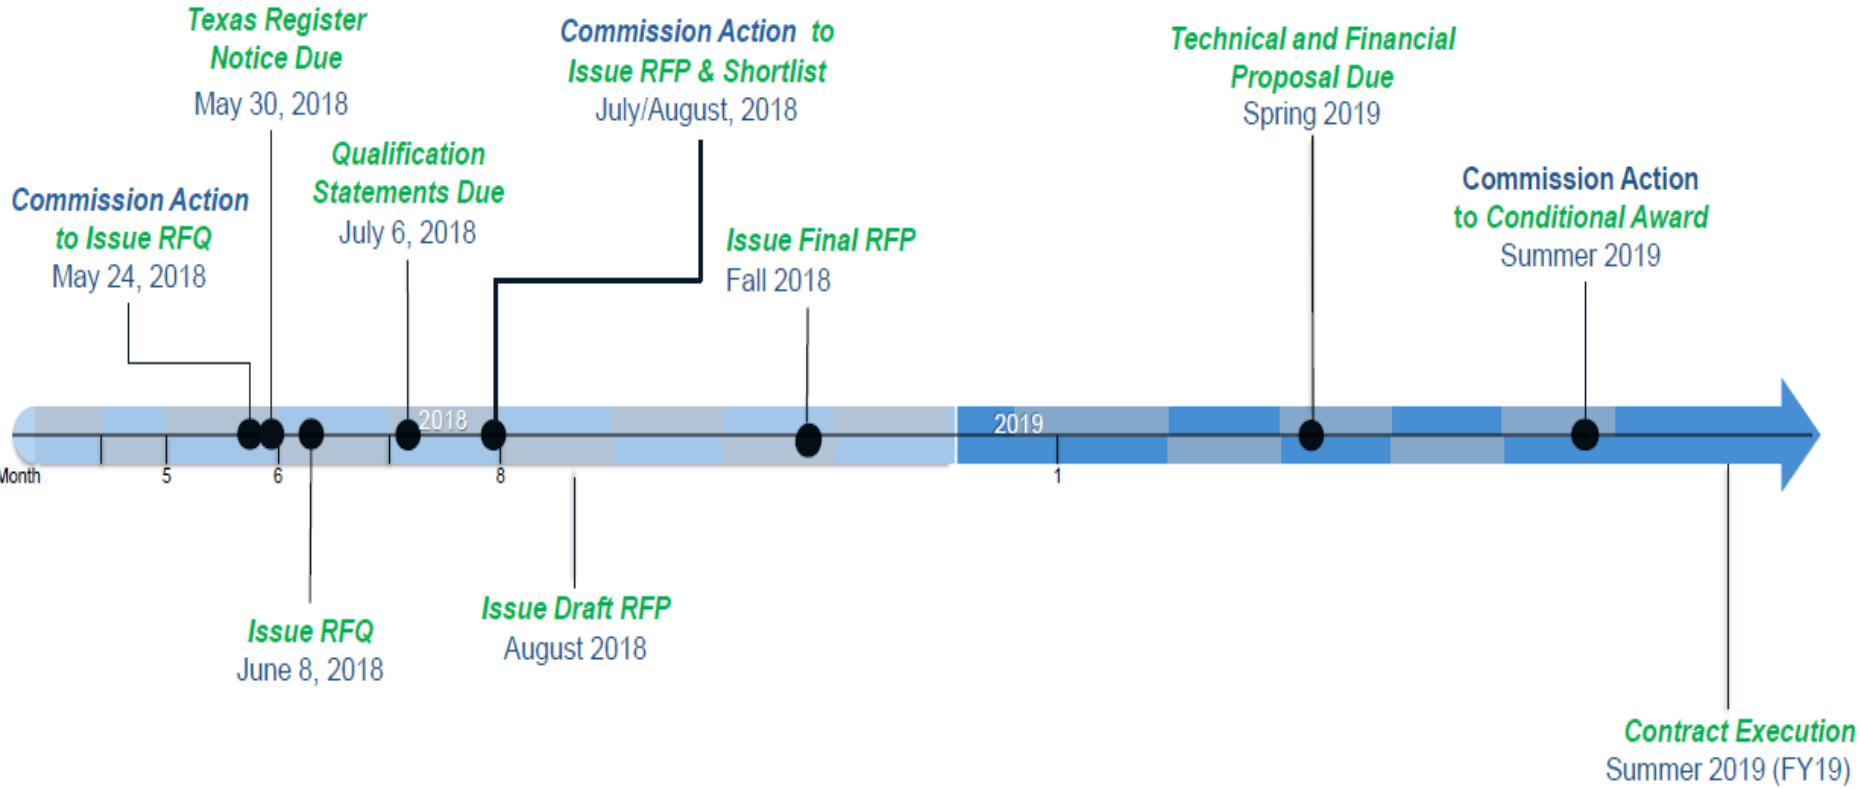 Texas Register
Notice Due
May 30, 2018
Commission Action to
Issue RFP & Shortlist
July/August, 2018
Technical and Financial
Proposal Due
Spring 2019
Qualification
Statements Due
July 6, 2018
Commission Action
to Issue RFQ
May 24, 2018
Commission Action
to Conditional Award
Summer 2019
Issue Final RFP
Fall 2018
2018
2019
Month
5
6
8
1
Issue RFQ
June 8, 2018
Issue Draft RFP
August 2018
Contract Execution
Summer 2019 (FY19)